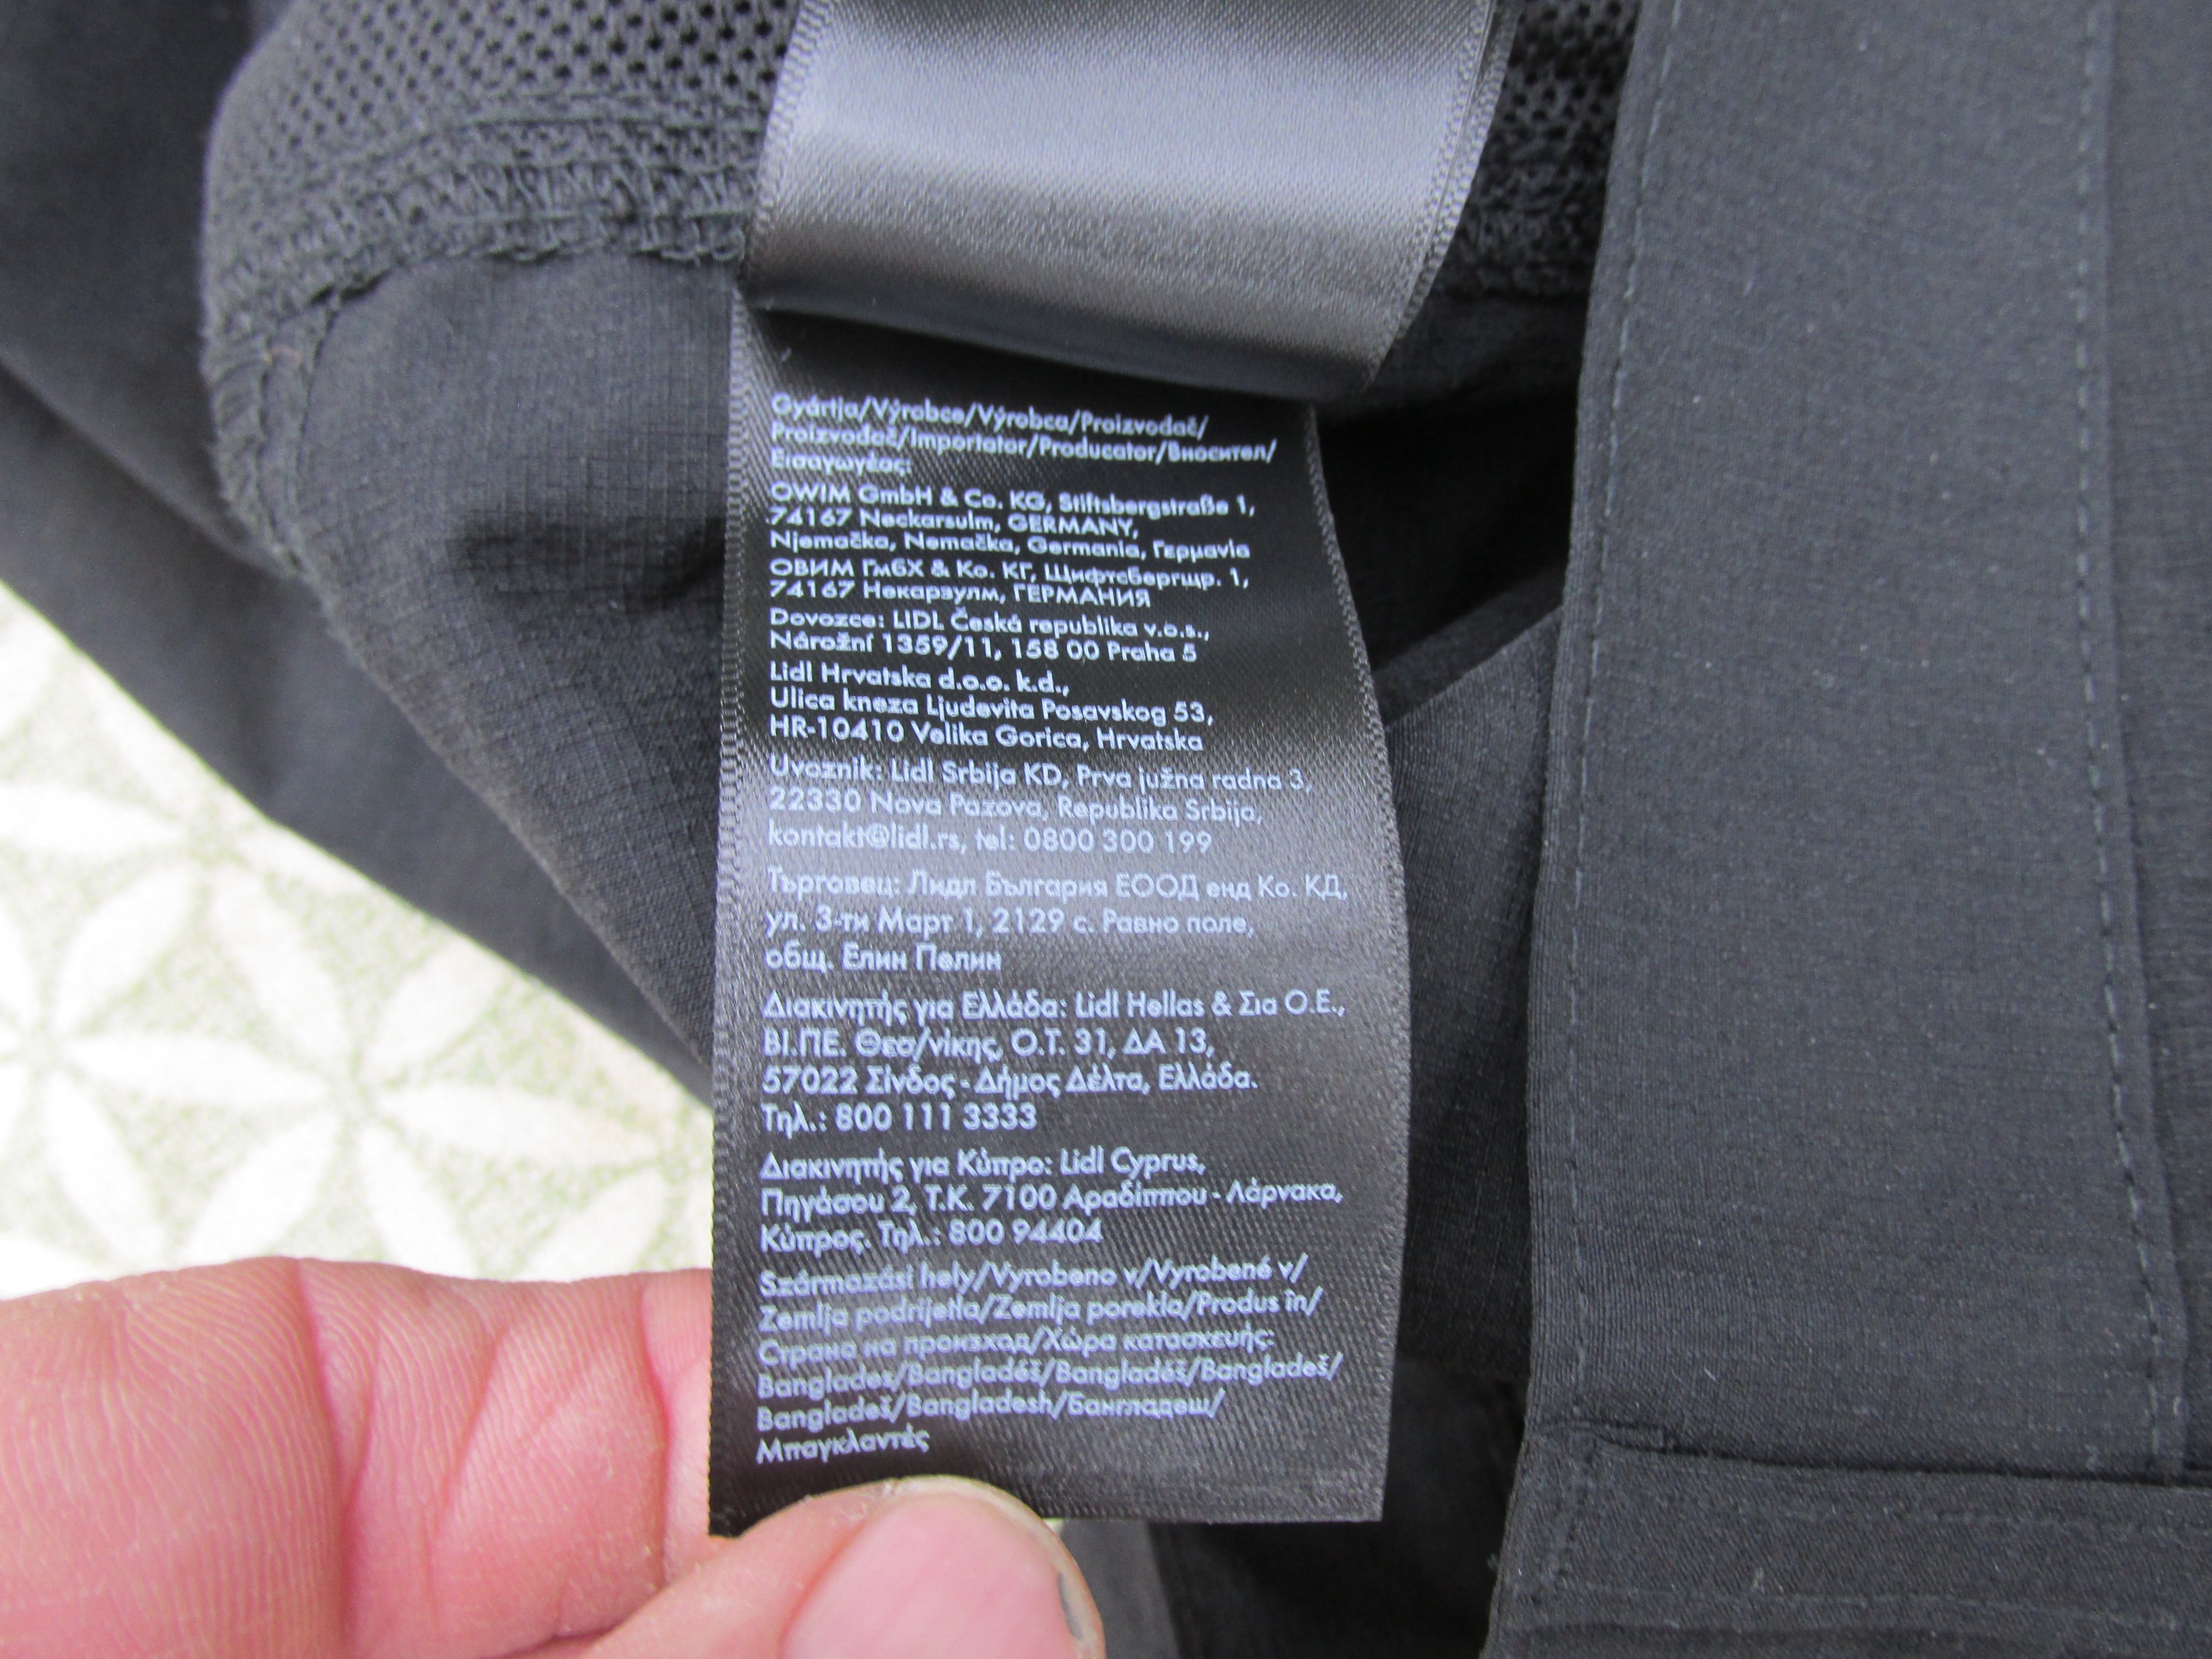 Gyártja/Výrobce/Výrobca/Proizvođač/
Proizvođač/Importator/Producator/Вносител/
Εισαγωγέας:
OWIM GmbH & Co. KG, Stiftsbergstraße 1,
74167 Neckarsulm, GERMANY,
Njemačka, Nemačka, Germania, Γερμανία
ОВИМ ГмбХ & Ко. КГ, Щифтсбергщр. 1,
74167 Некарзулм, ГЕРМАНИЯ
Dovozce: LIDL Česká republika v.o.s.,
Nárožní 1359/11, 158 00 Praha 5
Lidl Hrvatska d.o.o. k.d.,
Ulica kneza Ljudevita Posavskog 53,
HR-10410 Velika Gorica, Hrvatska
Uvoznik: Lidl Srbija KD, Prva južna radna 3,
22330 Nova Pazova, Republika Srbija,
kontakt@lidl.rs, tel: 0800 300 199
Търговец: Лидл България ЕООД енд Ко. КД,
ул. 3-ти Март 1, 2129 с. Равно поле,
общ. Елин Пелин
Διακινητής για Ελλάδα: Lidl Hellas & Σια Ο.Ε.,
ΒΙ.ΠΕ. Θεσ/νίκης, Ο.Τ. 31, ΔΑ 13,
57022 Σίνδος - Δήμος Δέλτα, Ελλάδα.
Τηλ.: 800 111 3333
Διακινητής για Κύπρο: Lidl Cyprus,
Πηγάσου 2, Τ.Κ. 7100 Αραδίππου - Λάρνακα,
Κύπρος. Τηλ.: 800 94404
Származási hely/Vyrobeno v/Vyrobené v/
Zemlja podrijetla/Zemlja porekla/Produs în/
Страна на произход/Χώρα κατασκευής:
Banglades/Bangladéš/Bangladéš/Bangladeš/
Bangladeš/Bangladesh/Бангладеш/
Μπαγκλαντές